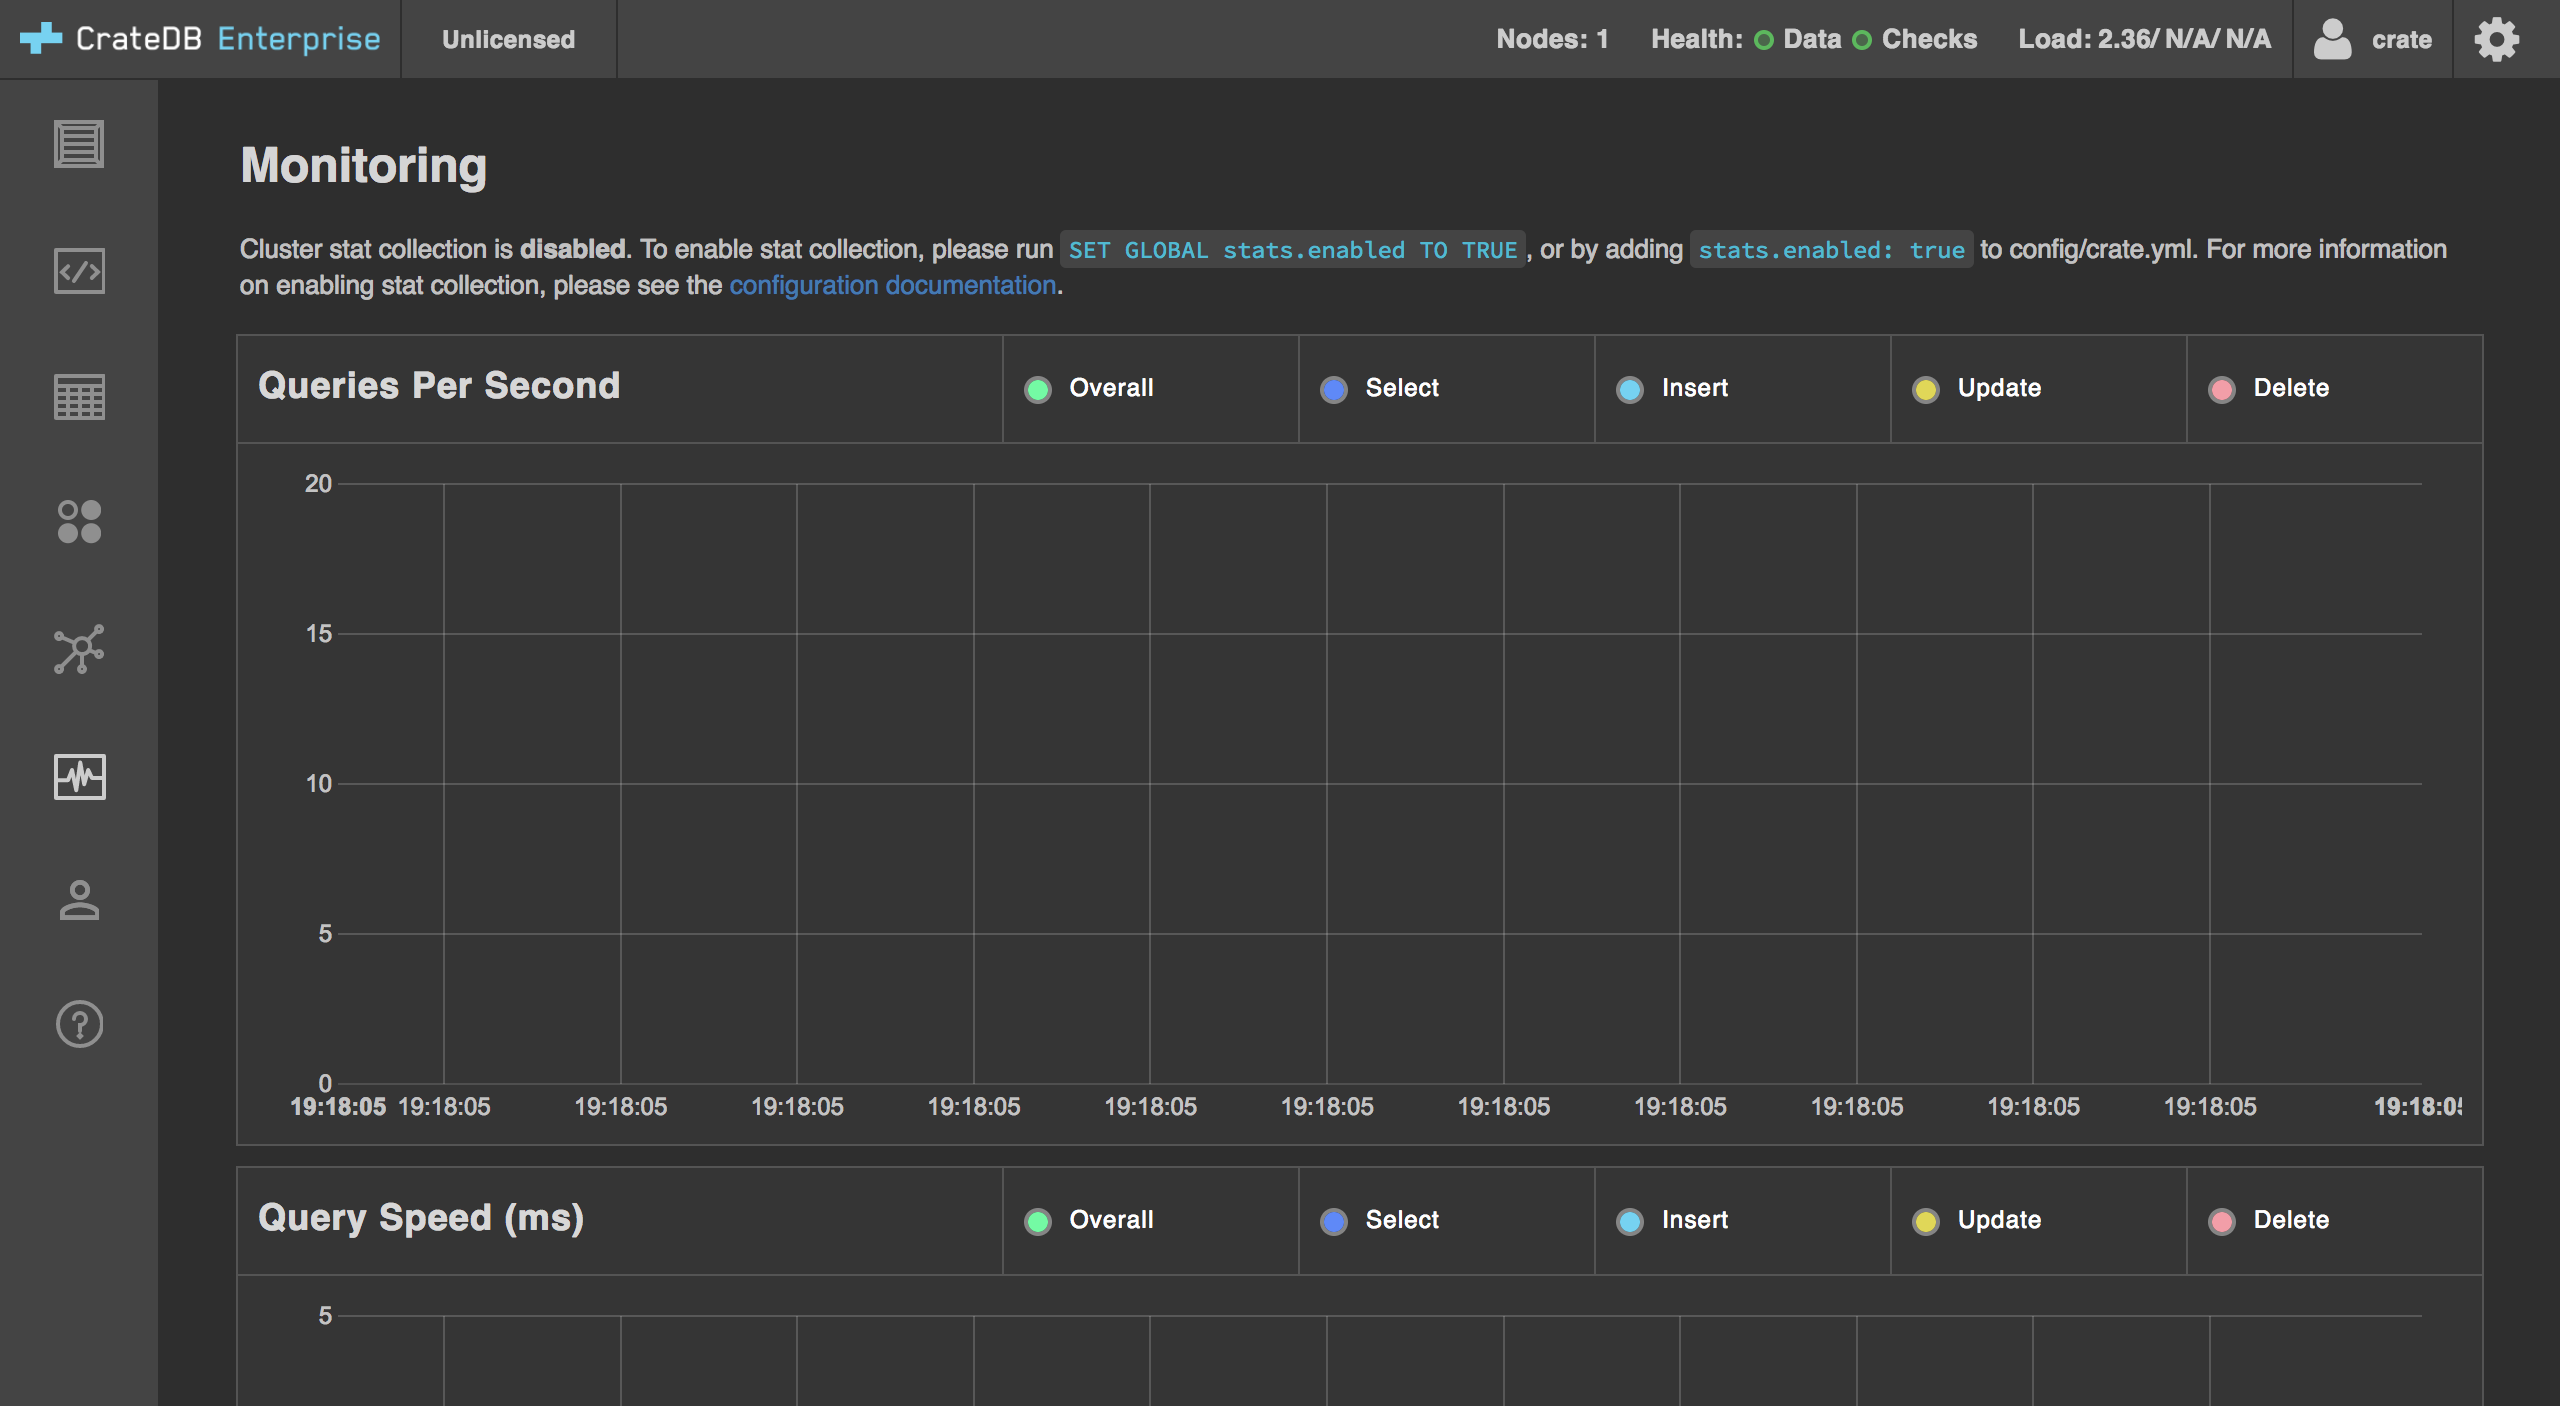 CrateDB Enterprise
Unlicensed
Nodes: 1
Health: Data Checks
Load: 2.36/ N/A/ N/A
crate
Monitoring
Cluster stat collection is disabled. To enable stat collection, please run SET GLOBAL stats.enabled TO TRUE, or by adding stats.enabled: true to config/crate.yml. For more information
on enabling stat collection, please see the configuration documentation.
Queries Per Second
Overall
Select
Insert
Update
Delete
20
15
10
5
0
19:18:05 19:18:05 19:18:05 19:18:05 19:18:05 19:18:05 19:18:05 19:18:05 19:18:05 19:18:05 19:18:05 19:18:05 19:18:05
Query Speed (ms)
Overall
Select
Insert
Update
Delete
5